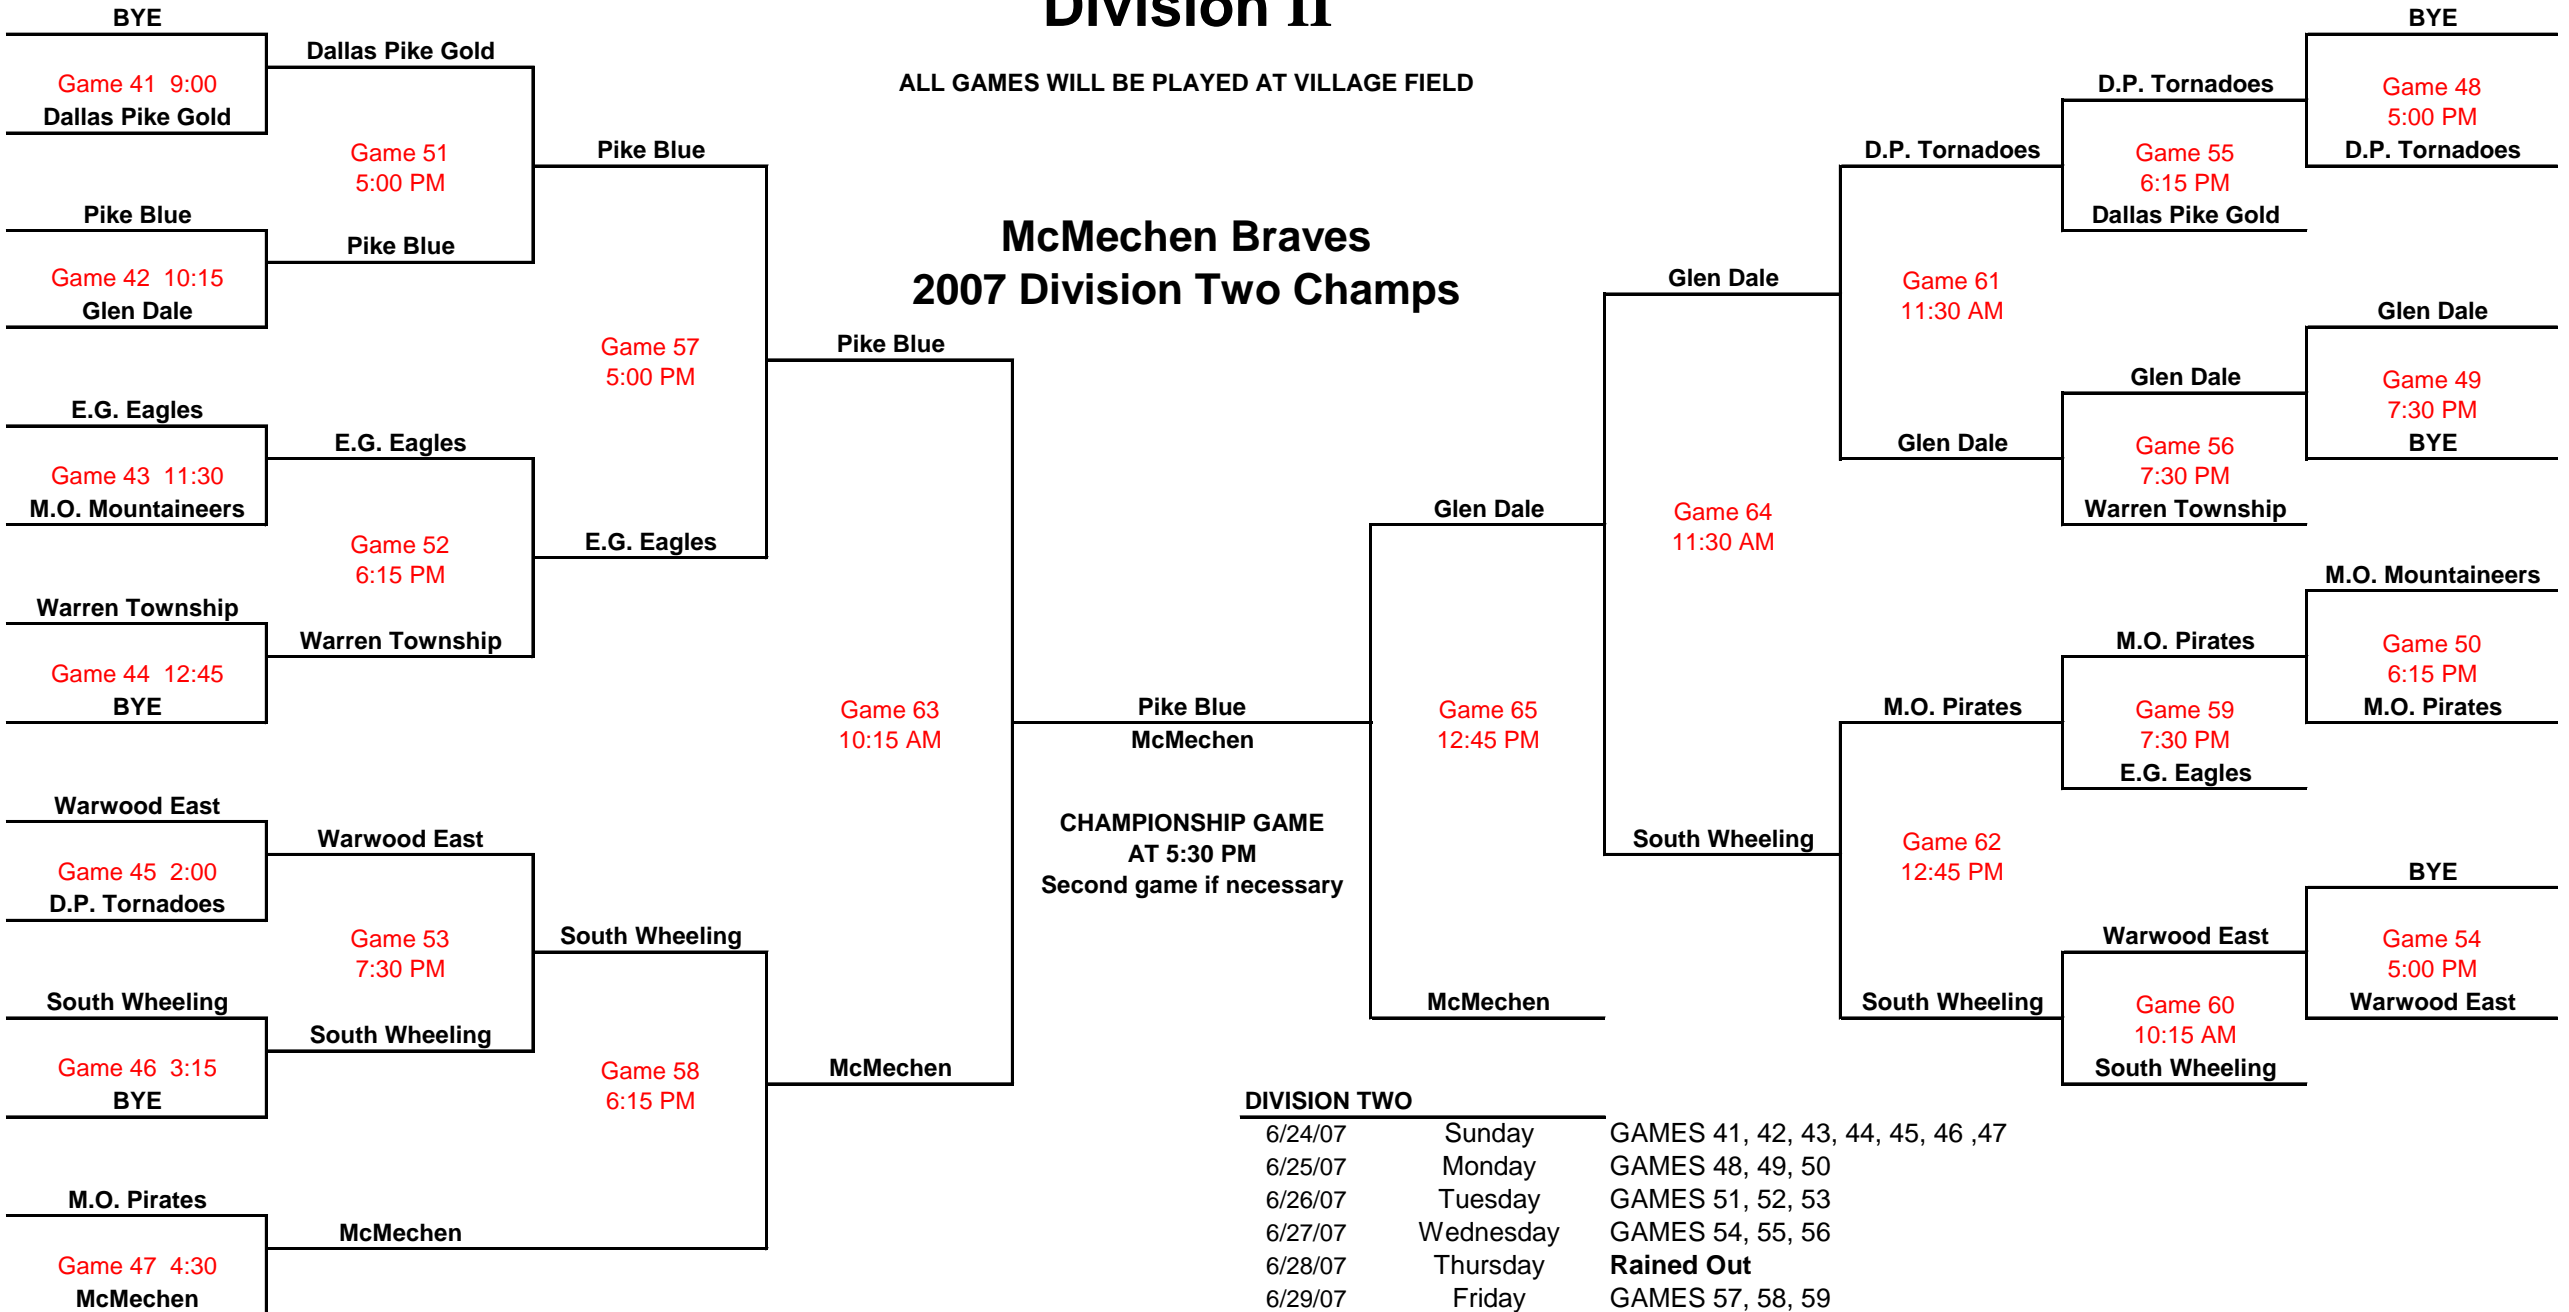 Division II
ALL GAMES WILL BE PLAYED AT VILLAGE FIELD
McMechen Braves
2007 Division Two Champs
BYE
Game 41 9:00
Dallas Pike Gold
Pike Blue
Game 42 10:15
Glen Dale
E.G. Eagles
Game 43 11:30
M.O. Mountaineers
Warren Township
Game 44 12:45
BYE
Warwood East
Game 45 2:00
D.P. Tornadoes
South Wheeling
Game 46 3:15
BYE
M.O. Pirates
Game 47 4:30
McMechen
Dallas Pike Gold
Game 51
5:00 PM
Pike Blue
E.G. Eagles
Game 52
6:15 PM
Warren Township
Warwood East
Game 53
7:30 PM
South Wheeling
McMechen
Pike Blue
Game 57
5:00 PM
E.G. Eagles
South Wheeling
Game 58
6:15 PM
Pike Blue
Game 63
10:15 AM
McMechen
Pike Blue
McMechen
CHAMPIONSHIP GAME
AT 5:30 PM
Second game if necessary
Glen Dale
Game 65
12:45 PM
McMechen
Glen Dale
Game 64
11:30 AM
South Wheeling
D.P. Tornadoes
Game 61
11:30 AM
Glen Dale
M.O. Pirates
Game 62
12:45 PM
South Wheeling
D.P. Tornadoes
Game 55
6:15 PM
Dallas Pike Gold
Glen Dale
Game 56
7:30 PM
Warren Township
M.O. Pirates
Game 59
7:30 PM
E.G. Eagles
Warwood East
Game 60
10:15 AM
South Wheeling
BYE
Game 48
5:00 PM
D.P. Tornadoes
Glen Dale
Game 49
7:30 PM
BYE
M.O. Mountaineers
Game 50
6:15 PM
M.O. Pirates
BYE
Game 54
5:00 PM
Warwood East
DIVISION TWO
6/24/07 Sunday GAMES 41, 42, 43, 44, 45, 46 ,47
6/25/07 Monday GAMES 48, 49, 50
6/26/07 Tuesday GAMES 51, 52, 53
6/27/07 Wednesday GAMES 54, 55, 56
6/28/07 Thursday Rained Out
6/29/07 Friday GAMES 57, 58, 59